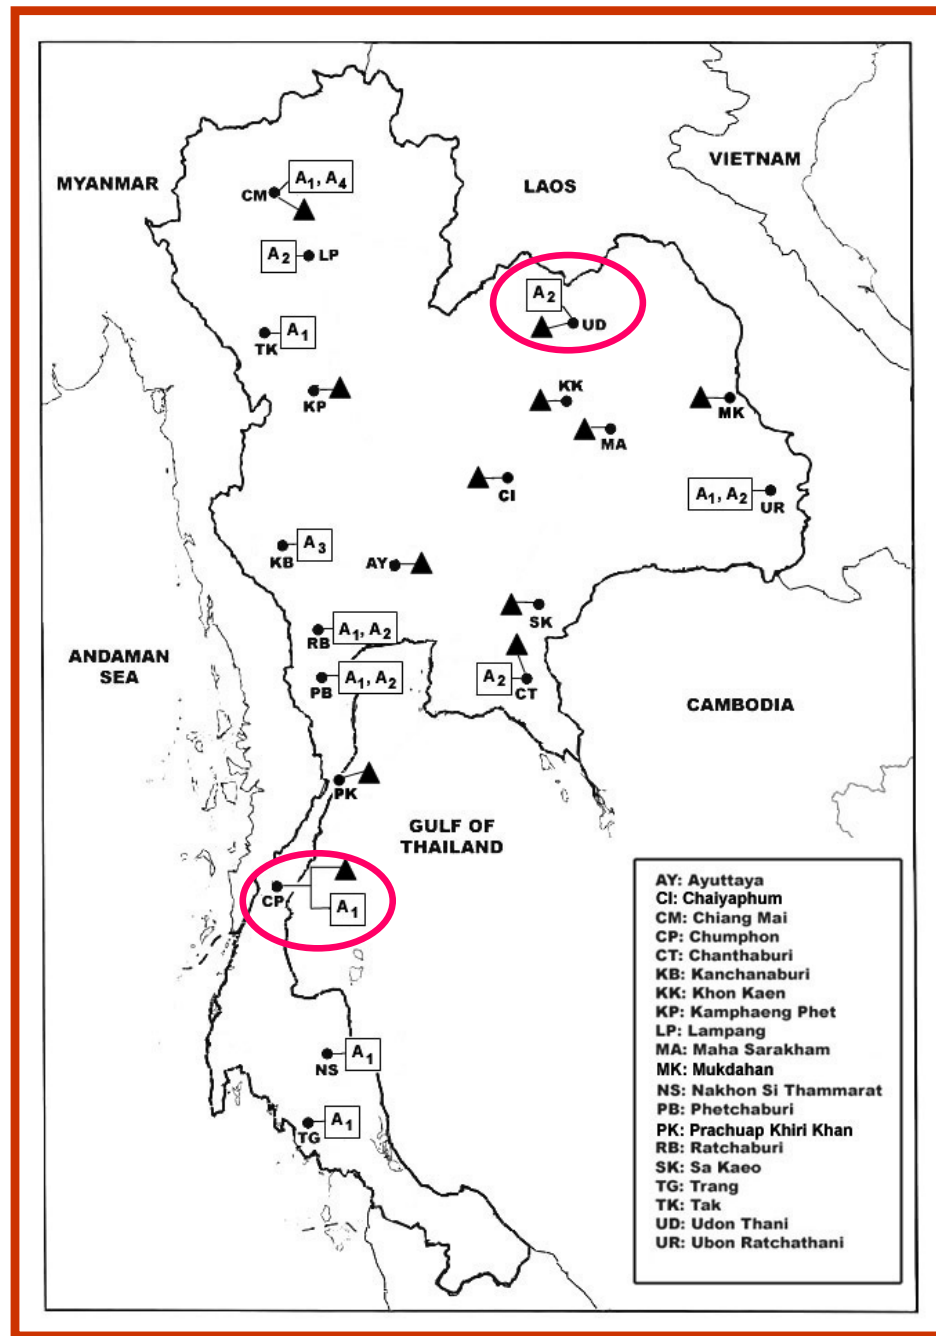 VIETNAM
MYANMAR
LAOS
A1, A4
CM
A2
LP
A2
UD
TK
A1
KP
KK
MK
MA
CI
A1, A2
UR
KB
A3
AY
SK
RB
A1, A2
ANDAMAN
SEA
PB
A1, A2
A2
CT
CAMBODIA
PK
GULF OF
THAILAND
CP
A1
NS
A1
TG
A1
AY: Ayuttaya
CI: Chaiyaphum
CM: Chiang Mai
CP: Chumphon
CT: Chanthaburi
KB: Kanchanaburi
KK: Khon Kaen
KP: Kamphaeng Phet
LP: Lampang
MA: Maha Sarakham
MK: Mukdahan
NS: Nakhon Si Thammarat
PB: Phetchaburi
PK: Prachuap Khiri Khan
RB: Ratchaburi
SK: Sa Kaeo
TG: Trang
TK: Tak
UD: Udon Thani
UR: Ubon Ratchathani